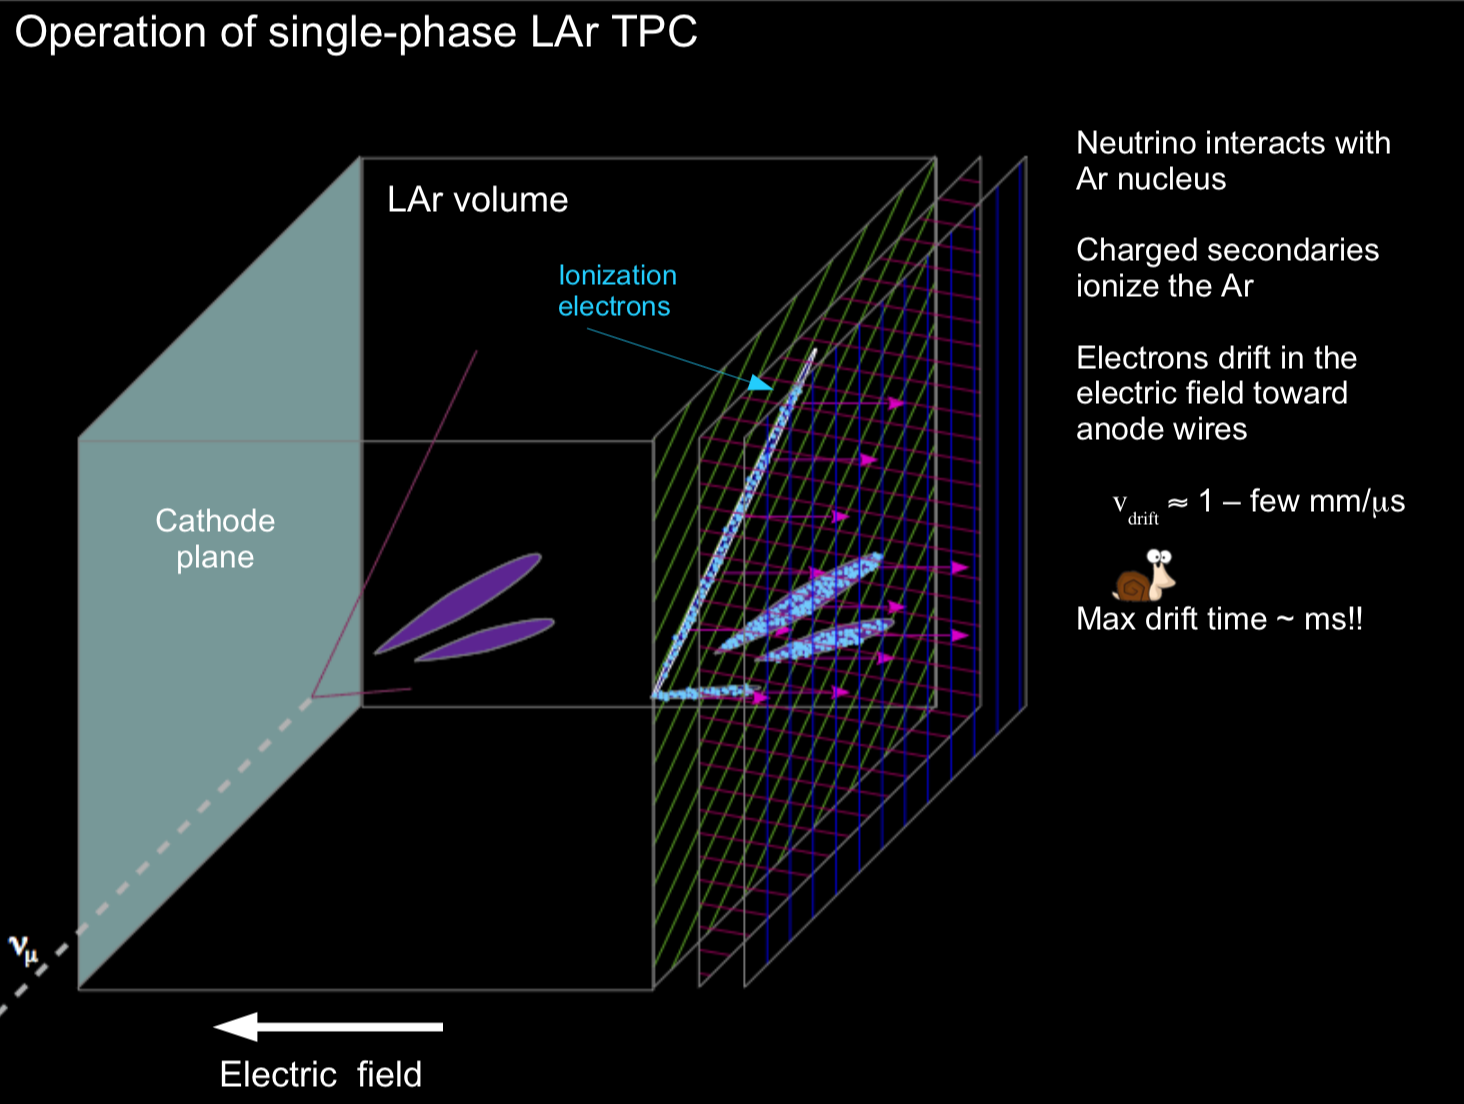 Operation of single-phase LAr TPC
LAr volume
Ionization
electrons
Cathode
plane
Neutrino interacts with
Ar nucleus
Charged secondaries
ionize the Ar
Electrons drift in the
electric field toward
anode wires
v_drift ≈ 1 – few mm/μs
Max drift time ~ ms!!
ν_μ
Electric field